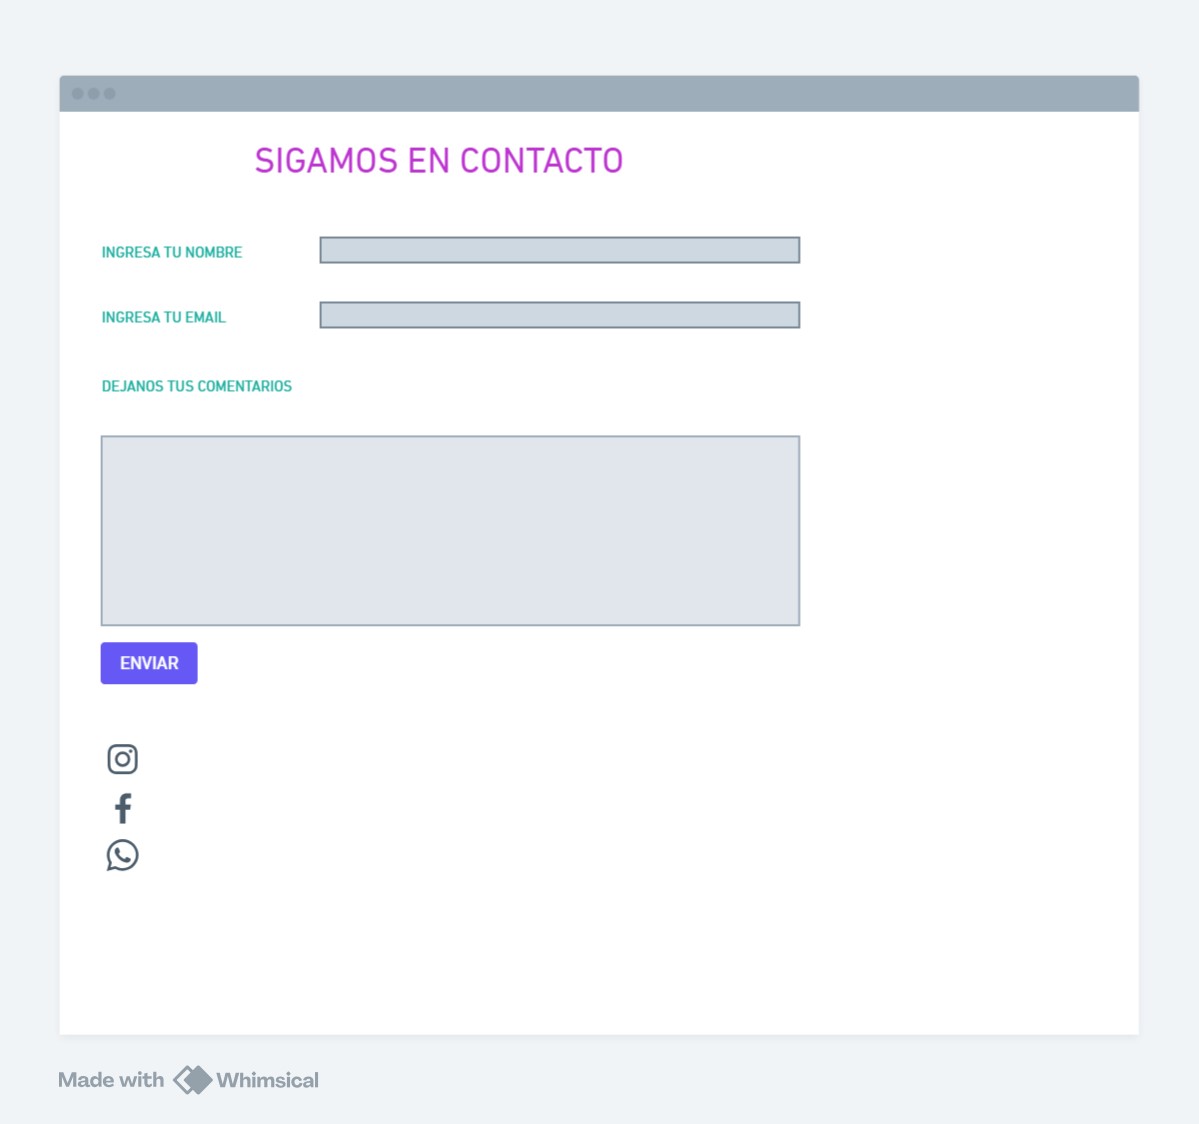 SIGAMOS EN CONTACTO
INGRESA TU NOMBRE
INGRESA TU EMAIL
DEJANOS TUS COMENTARIOS
ENVIAR
Made with Whimsical